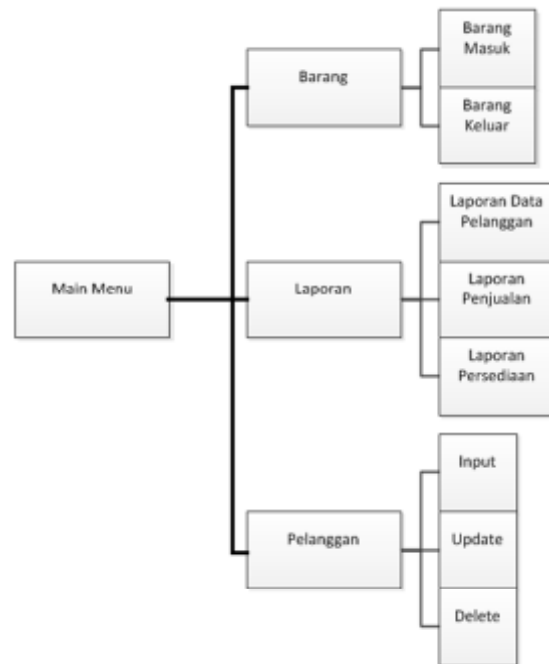 Main Menu
Barang
Barang
Masuk
Barang
Keluar
Laporan
Laporan Data
Pelanggan
Laporan
Penjualan
Laporan
Persediaan
Pelanggan
Input
Update
Delete